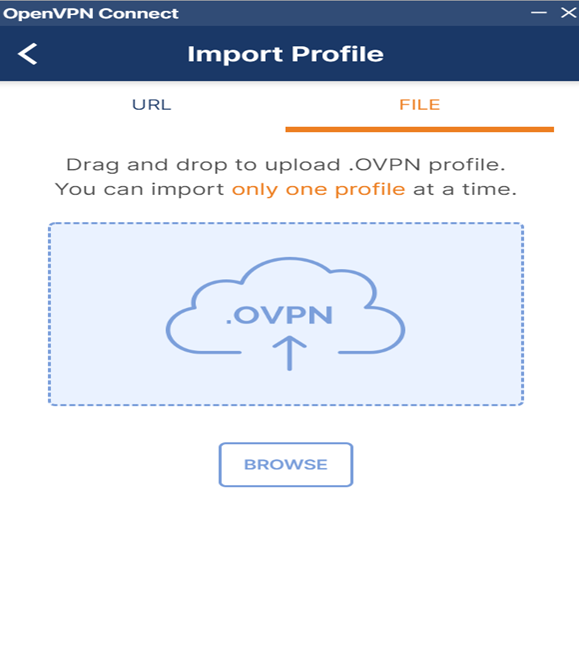 OpenVPN Connect
Import Profile
URL
FILE
Drag and drop to upload .OVPN profile.
You can import only one profile at a time.
.OVPN
BROWSE